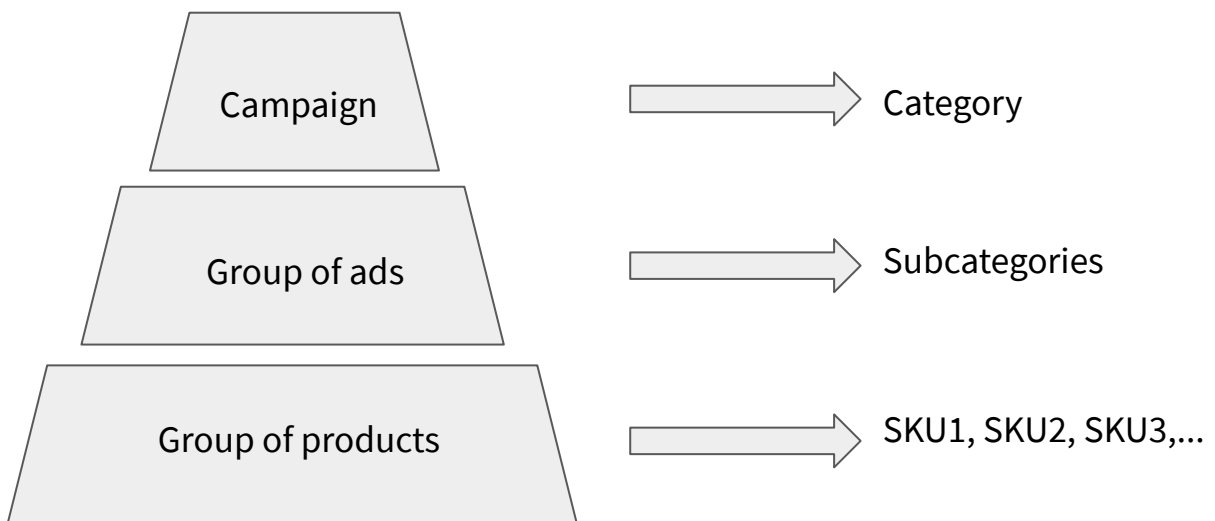 Campaign
Category
Group of ads
Subcategories
Group of products
SKU1, SKU2, SKU3,...